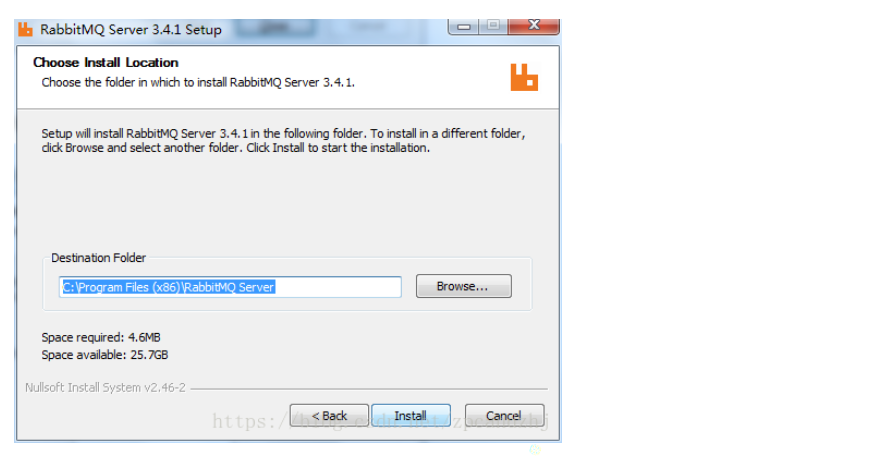 RabbitMQ Server 3.4.1 Setup
Choose Install Location
Choose the folder in which to install RabbitMQ Server 3.4.1.
Setup will install RabbitMQ Server 3.4.1 in the following folder. To install in a different folder,
click Browse and select another folder. Click Install to start the installation.
Destination Folder
C:\Program Files (x86)\RabbitMQ Server
Browse...
Space required: 4.6MB
Space available: 25.7GB
Nullsoft Install System v2.46-2
< Back
Install
Cancel